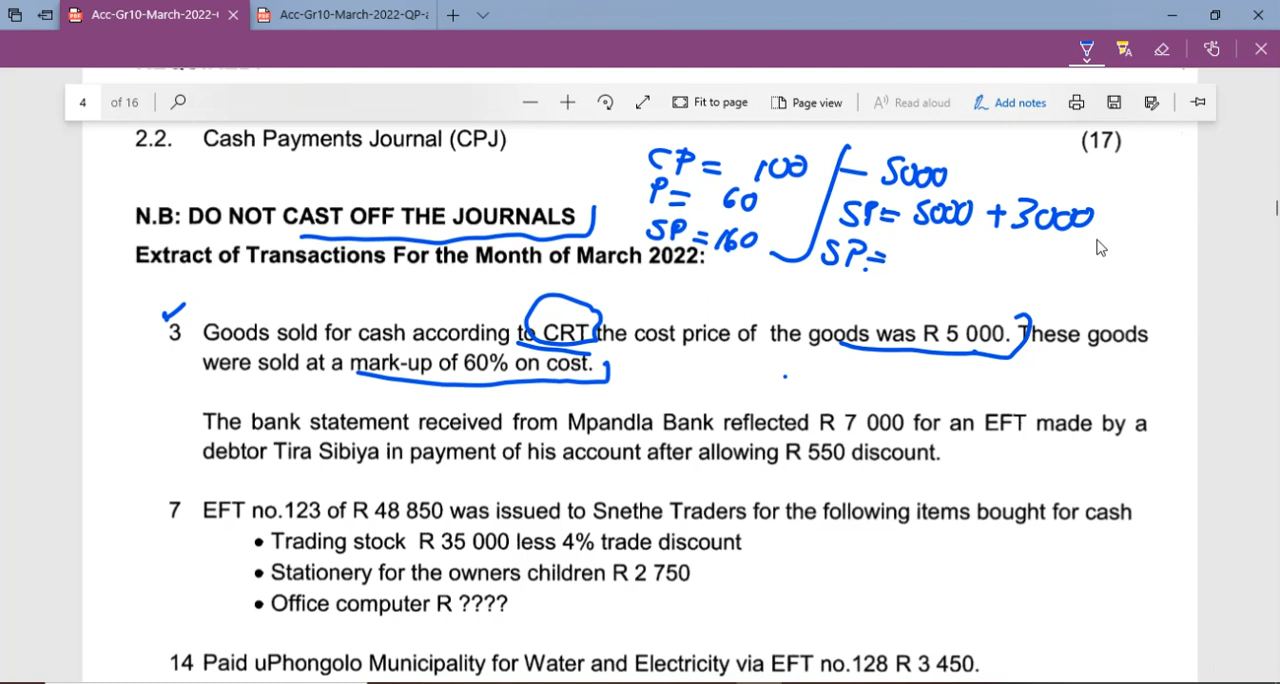 Acc-Gr10-March-2022-
Acc-Gr10-March-2022-QP-
4 of 16
Fit to page
Page view
Read aloud
Add notes
2.2. Cash Payments Journal (CPJ) (17)
CP = 100
P = 60
SP = 160
5000
SP = 5000 + 3000
SP =
N.B: DO NOT CAST OFF THE JOURNALS
Extract of Transactions For the Month of March 2022:
3 Goods sold for cash according to CRT the cost price of the goods was R 5 000. These goods
were sold at a mark-up of 60% on cost.
The bank statement received from Mpandla Bank reflected R 7 000 for an EFT made by a
debtor Tira Sibiya in payment of his account after allowing R 550 discount.
7 EFT no.123 of R 48 850 was issued to Snethe Traders for the following items bought for cash
• Trading stock R 35 000 less 4% trade discount
• Stationery for the owners children R 2 750
• Office computer R ????
14 Paid uPhongolo Municipality for Water and Electricity via EFT no.128 R 3 450.